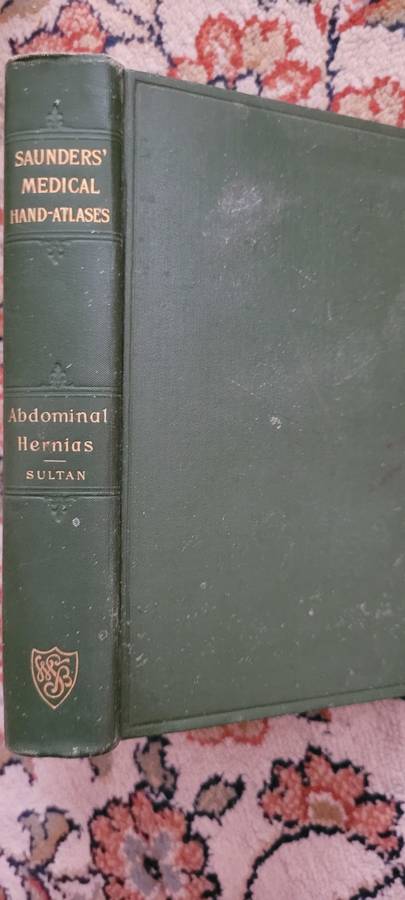 SAUNDERS'
MEDICAL
HAND-ATLASES
Abdominal
Hernias
SULTAN